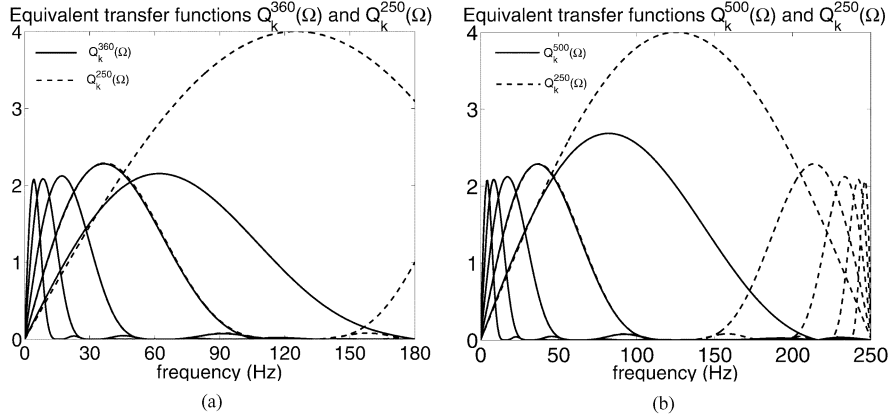 Equivalent transfer functions Q_k^360(Ω) and Q_k^250(Ω)
Q_k^360(Ω)
Q_k^250(Ω)
4
3
2
1
0
0 30 60 90 120 150 180
frequency (Hz)
(a)
Equivalent transfer functions Q_k^500(Ω) and Q_k^250(Ω)
Q_k^500(Ω)
Q_k^250(Ω)
4
3
2
1
0
0 50 100 150 200 250
frequency (Hz)
(b)